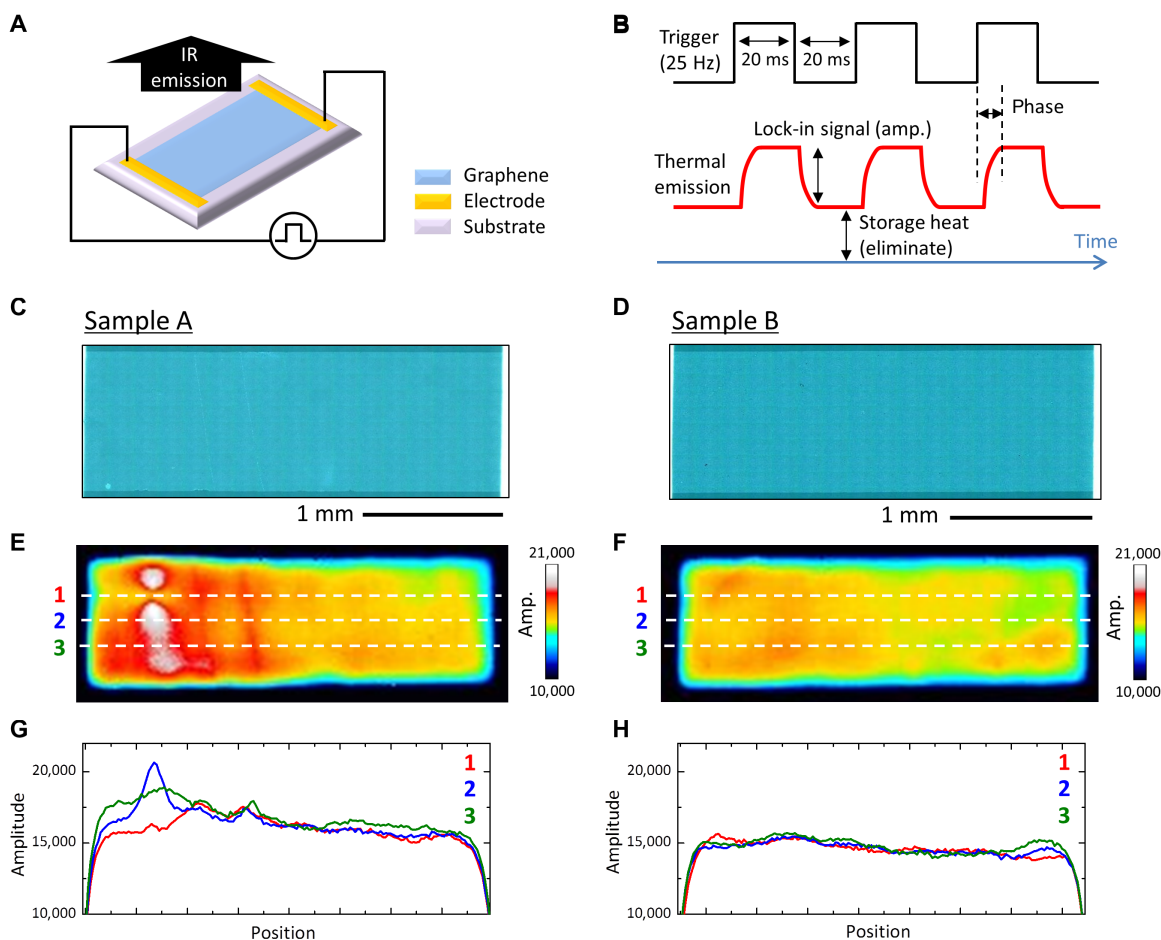 A
IR
emission
Graphene
Electrode
Substrate
B
Trigger
(25 Hz)
20 ms
20 ms
Phase
Lock-in signal (amp.)
Thermal
emission
Storage heat
(eliminate)
Time
C
Sample A
1 mm
D
Sample B
1 mm
E
1
2
3
21,000
Amp.
10,000
F
1
2
3
21,000
Amp.
10,000
G
20,000
15,000
10,000
Amplitude
1
2
3
Position
H
20,000
15,000
10,000
Amplitude
1
2
3
Position